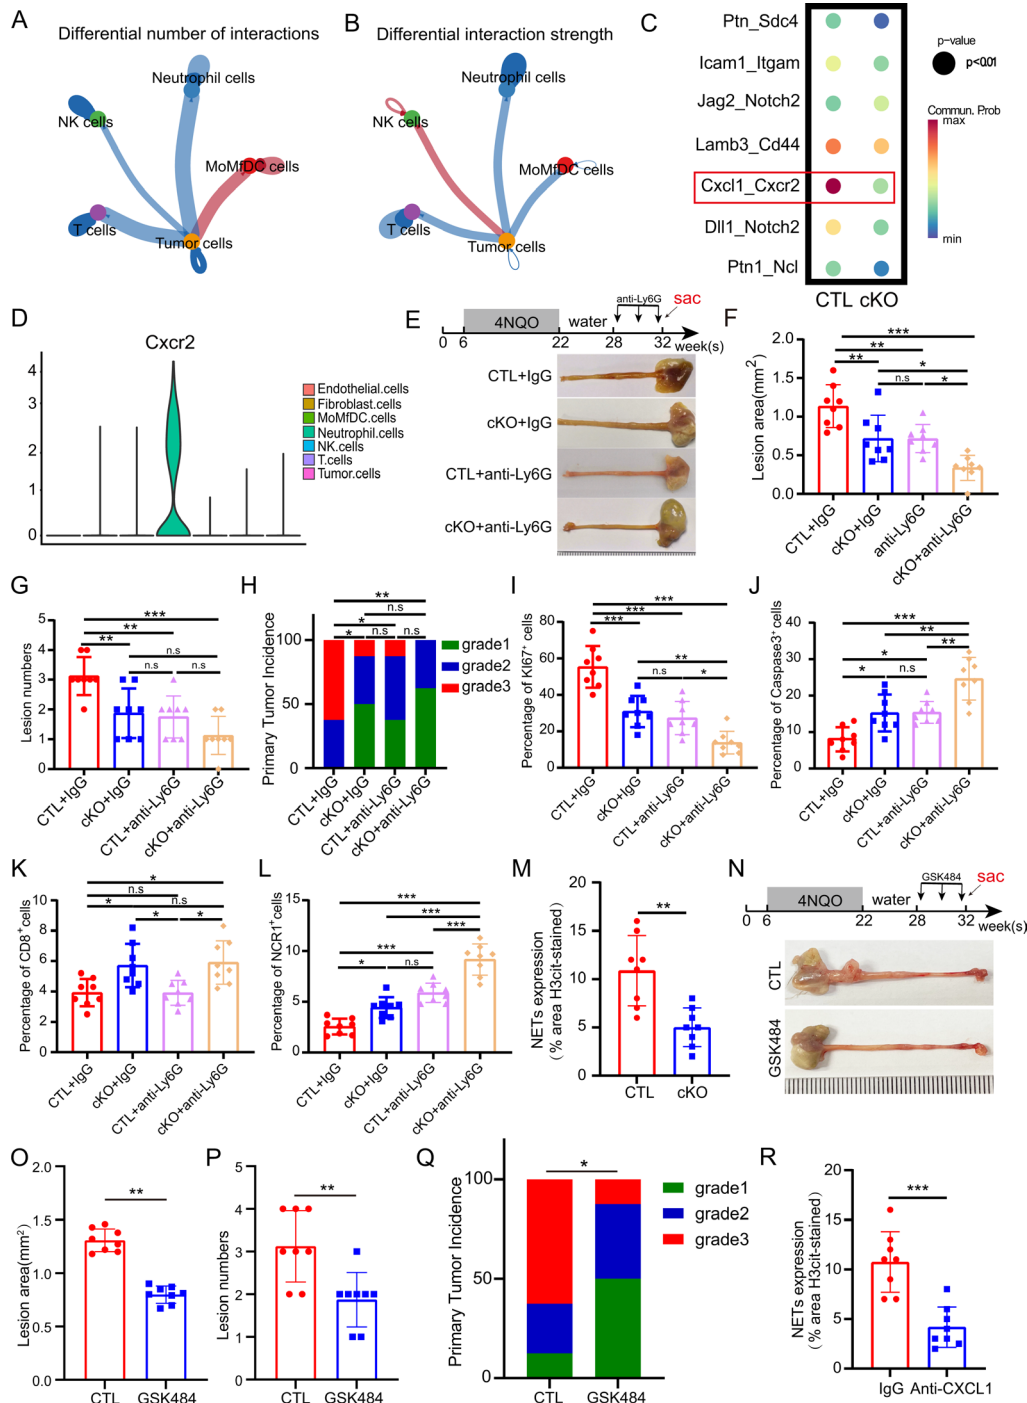 A
Differential number of interactions
Neutrophil cells
NK cells
MoMfDC cells
T cells
Tumor cells
B
Differential interaction strength
Neutrophil cells
NK cells
MoMfDC cells
T cells
Tumor cells
C
Ptn_Sdc4
Icam1_Itgam
Jag2_Notch2
Lamb3_Cd44
Cxcl1_Cxcr2
Dll1_Notch2
Ptn1_Ncl
CTL cKO
p-value
p<0.01
Commun. Prob
max
min
D
Cxcr2
4
3
2
1
0
Endothelial.cells
Fibroblast.cells
MoMfDC.cells
Neutrophil.cells
NK.cells
T.cells
Tumor.cells
E
anti-Ly6G
sac
4NQO
water
0 6 22 28 32
week(s)
CTL+IgG
cKO+IgG
CTL+anti-Ly6G
cKO+anti-Ly6G
F
Lesion area(mm²)
2.0
1.5
1.0
0.5
0.0
***
**
** *
n.s *
CTL+IgG
cKO+IgG
anti-Ly6G
cKO+anti-Ly6G
G
Lesion numbers
5
4
3
2
1
0
***
**
** n.s
n.s n.s
CTL+IgG
cKO+IgG
CTL+anti-Ly6G
cKO+anti-Ly6G
H
Primary Tumor Incidence
100
50
0
**
n.s
*
* n.s n.s
grade1
grade2
grade3
CTL+IgG
cKO+IgG
CTL+anti-Ly6G
cKO+anti-Ly6G
I
Percentage of KI67⁺ cells
80
60
40
20
0
***
***
***
**
n.s *
CTL+IgG
cKO+IgG
CTL+anti-Ly6G
cKO+anti-Ly6G
J
Percentage of Caspase3⁺ cells
40
30
20
10
0
***
**
* **
* n.s
CTL+IgG
cKO+IgG
CTL+anti-Ly6G
cKO+anti-Ly6G
K
Percentage of CD8⁺cells
10
8
6
4
2
0
*
n.s
* n.s
* *
CTL+IgG
cKO+IgG
CTL+anti-Ly6G
cKO+anti-Ly6G
L
Percentage of NCR1⁺cells
15
10
5
0
***
***
***
***
* n.s
CTL+IgG
cKO+IgG
CTL+anti-Ly6G
cKO+anti-Ly6G
M
NETs expression
(% area H3cit-stained)
20
15
10
5
0
**
CTL cKO
N
GSK484
sac
4NQO
water
0 6 22 28 32
week(s)
CTL
GSK484
O
Lesion area(mm²)
2.0
1.5
1.0
0.5
0.0
**
CTL GSK484
P
Lesion numbers
5
4
3
2
1
0
**
CTL GSK484
Q
Primary Tumor Incidence
100
50
0
*
grade1
grade2
grade3
CTL GSK484
R
NETs expression
(% area H3cit-stained)
20
15
10
5
0
***
IgG Anti-CXCL1